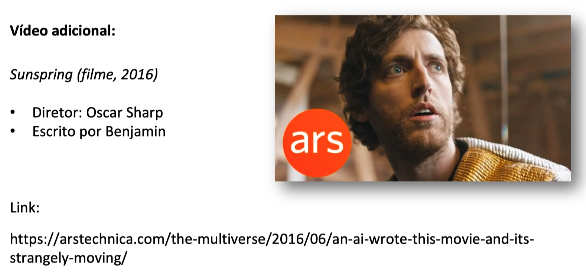 Vídeo adicional:
Sunspring (filme, 2016)
• Diretor: Oscar Sharp
• Escrito por Benjamin
ars
Link:
https://arstechnica.com/the-multiverse/2016/06/an-ai-wrote-this-movie-and-its-
strangely-moving/